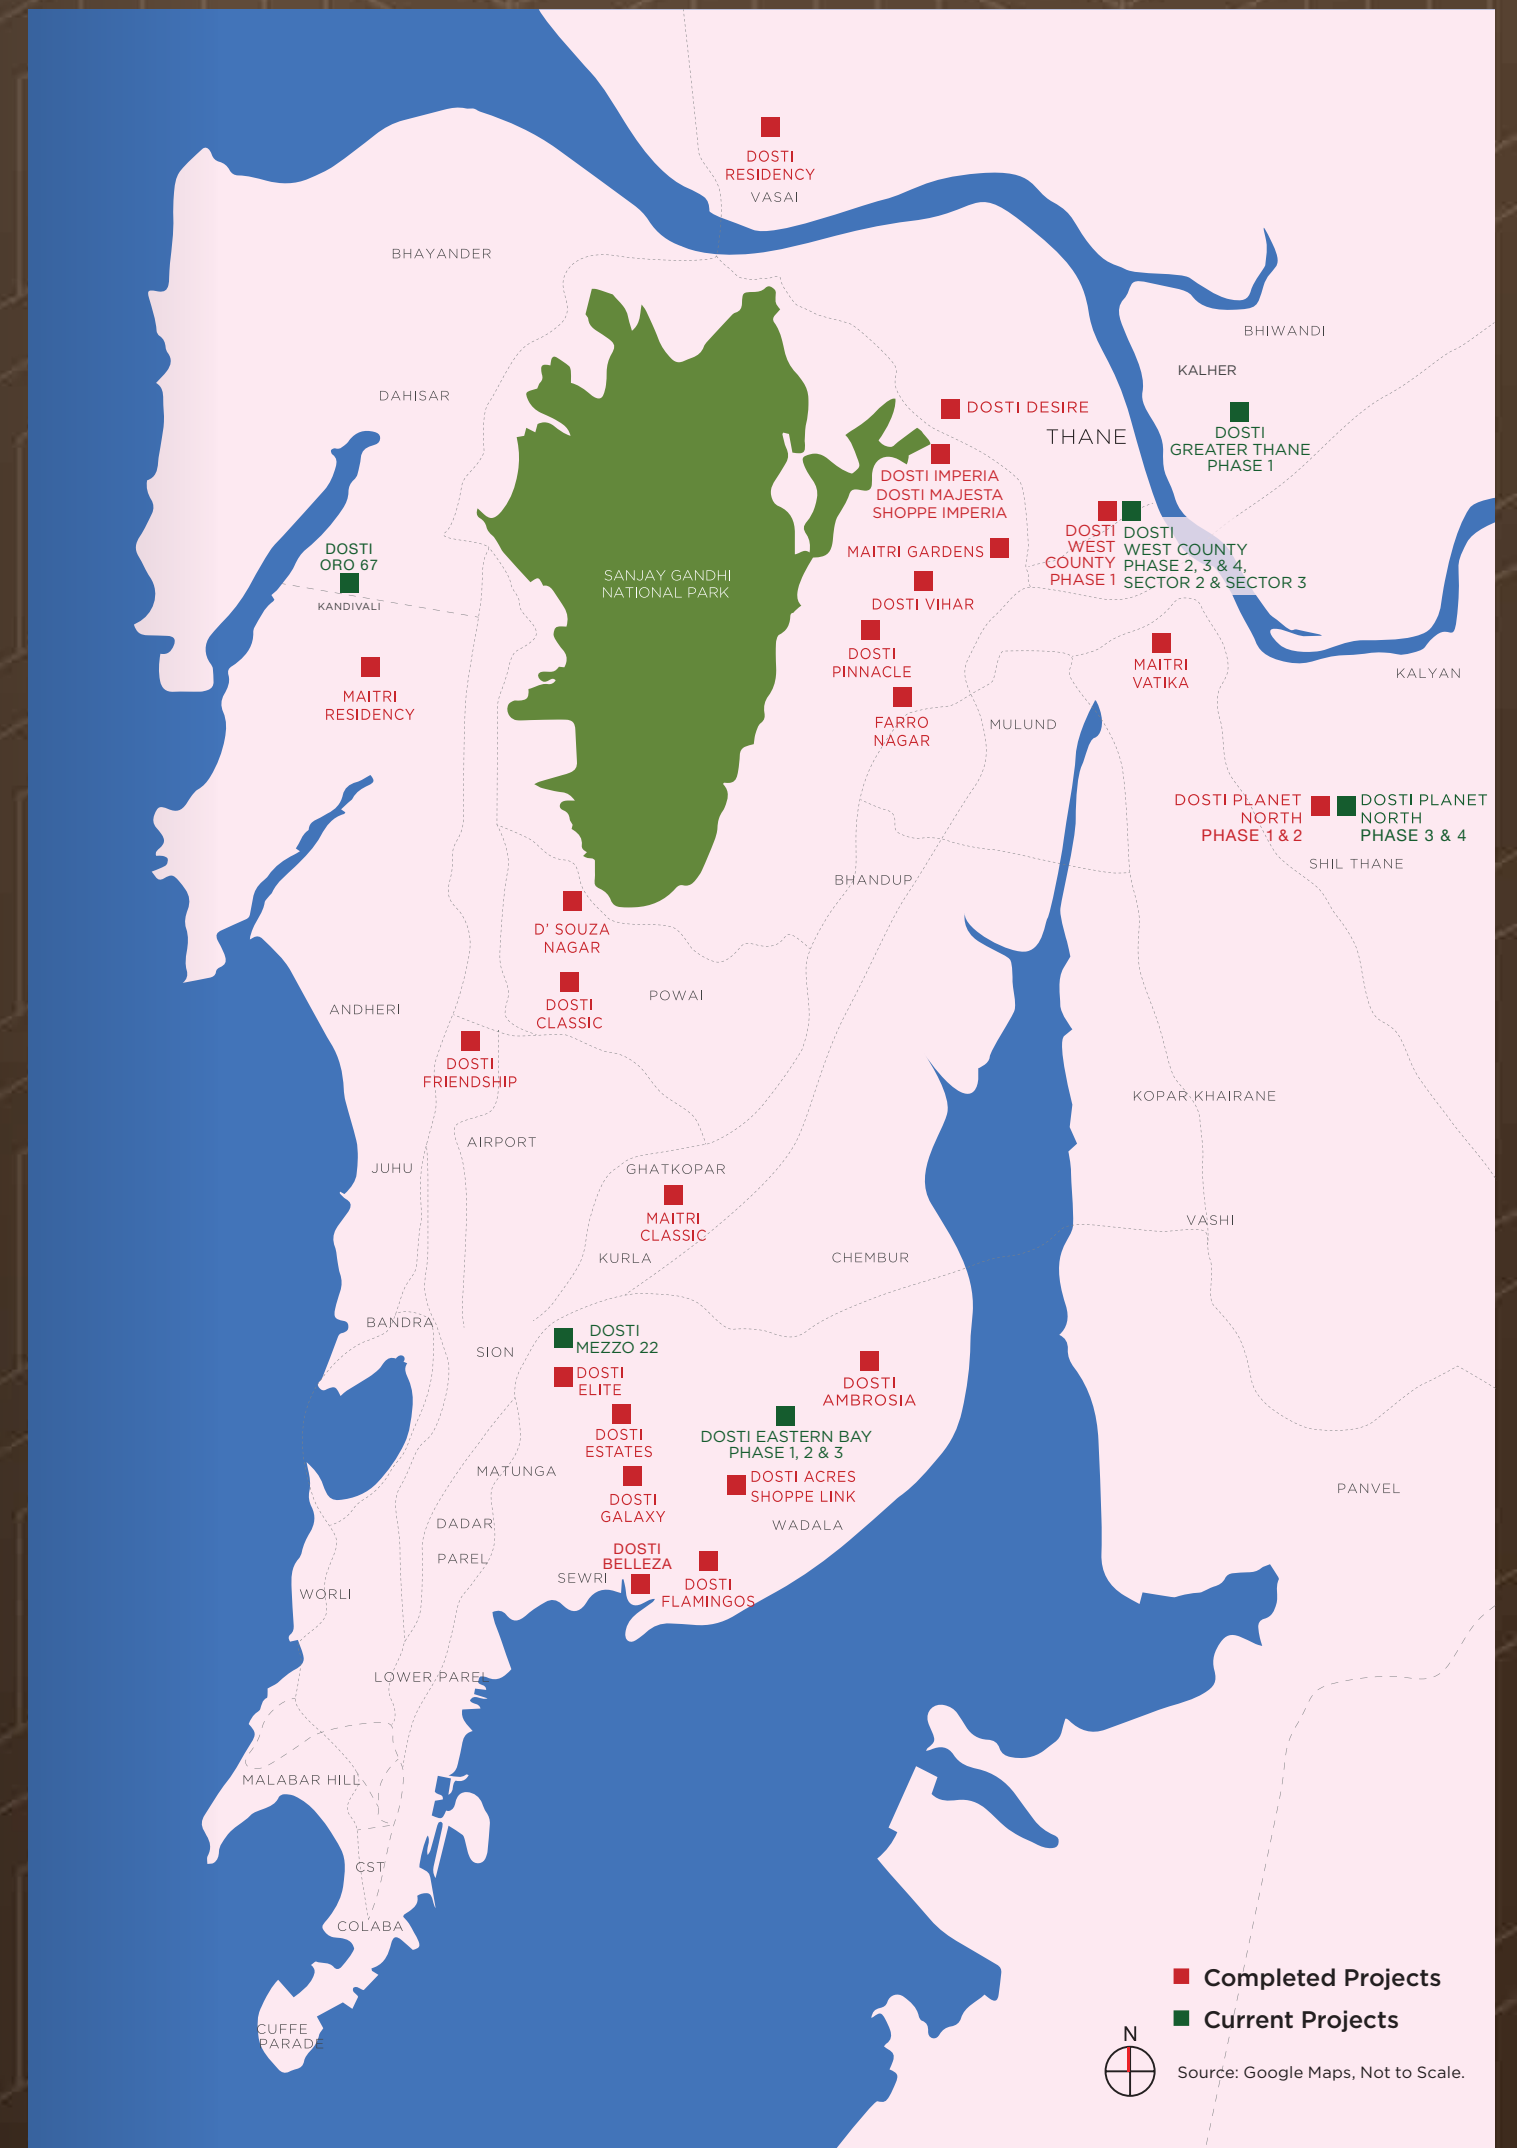 DOSTI
RESIDENCY
VASAI
BHAYANDER
BHIWANDI
KALHER
DAHISAR
DOSTI DESIRE
THANE
DOSTI
GREATER THANE
PHASE 1
DOSTI IMPERIA
DOSTI MAJESTA
SHOPPE IMPERIA
DOSTI
WEST
COUNTY
PHASE 1
DOSTI
WEST COUNTY
PHASE 2, 3 & 4,
SECTOR 2 & SECTOR 3
MAITRI GARDENS
DOSTI
ORO 67
KANDIVALI
SANJAY GANDHI
NATIONAL PARK
DOSTI VIHAR
DOSTI
PINNACLE
MAITRI
VATIKA
KALYAN
MAITRI
RESIDENCY
FARRO
NAGAR
MULUND
DOSTI PLANET
NORTH
PHASE 1 & 2
DOSTI PLANET
NORTH
PHASE 3 & 4
SHIL THANE
BHANDUP
D' SOUZA
NAGAR
POWAI
DOSTI
CLASSIC
ANDHERI
DOSTI
FRIENDSHIP
KOPAR KHAIRANE
AIRPORT
JUHU
GHATKOPAR
MAITRI
CLASSIC
VASHI
KURLA
CHEMBUR
BANDRA
SION
DOSTI
MEZZO 22
DOSTI
ELITE
DOSTI
AMBROSIA
DOSTI
ESTATES
DOSTI EASTERN BAY
PHASE 1, 2 & 3
MATUNGA
DOSTI ACRES
SHOPPE LINK
PANVEL
DOSTI
GALAXY
DADAR
WADALA
PAREL
DOSTI
BELLEZA
SEWRI
DOSTI
FLAMINGOS
WORLI
LOWER PAREL
MALABAR HILL
CST
COLABA
CUFFE
PARADE
Completed Projects
Current Projects
N
Source: Google Maps, Not to Scale.